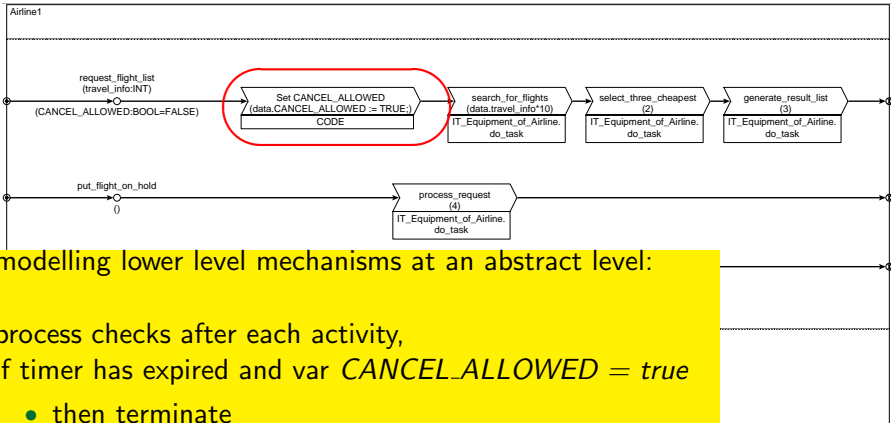 Airline1
request_flight_list
(travel_info:INT)
(CANCEL_ALLOWED:BOOL=FALSE)
Set CANCEL_ALLOWED
(data.CANCEL_ALLOWED := TRUE;)
CODE
search_for_flights
(data.travel_info*10)
IT_Equipment_of_Airline.
do_task
select_three_cheapest
(2)
IT_Equipment_of_Airline.
do_task
generate_result_list
(3)
IT_Equipment_of_Airline.
do_task
put_flight_on_hold
()
process_request
(4)
IT_Equipment_of_Airline.
do_task
modelling lower level mechanisms at an abstract level:
process checks after each activity,
f timer has expired and var CANCEL_ALLOWED = true
• then terminate